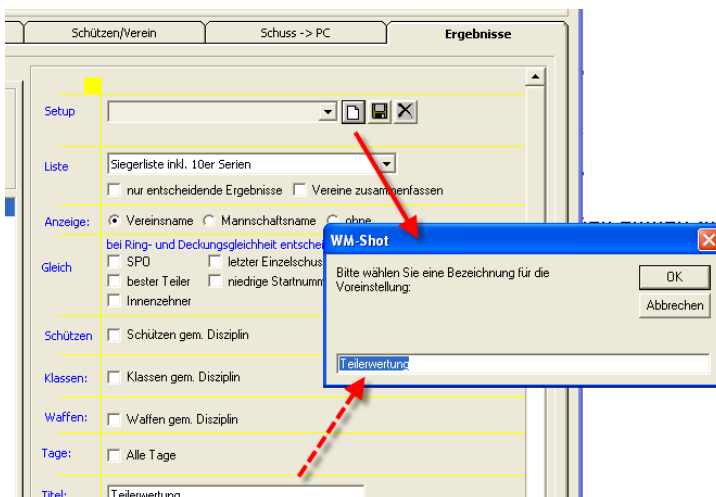 Schützen/Verein
Schuss -> PC
Ergebnisse
Setup
Liste
Siegerliste inkl. 10er Serien
nur entscheidende Ergebnisse
Vereine zusammenfassen
Anzeige:
Vereinsname
Mannschaftsname
ohne
bei Ring- und Deckungsgleichheit
Gleich
SPO
letzter
bester Teiler
niedrige
Innenzehner
WM-Shot
Bitte wählen Sie eine Bezeichnung für die
Voreinstellung:
OK
Abbrechen
Teilerwertung
Schützen
Schützen gem. Disziplin
Klassen:
Klassen gem. Disziplin
Waffen:
Waffen gem. Disziplin
Tage:
Alle Tage
Titel:
Teilerwertung